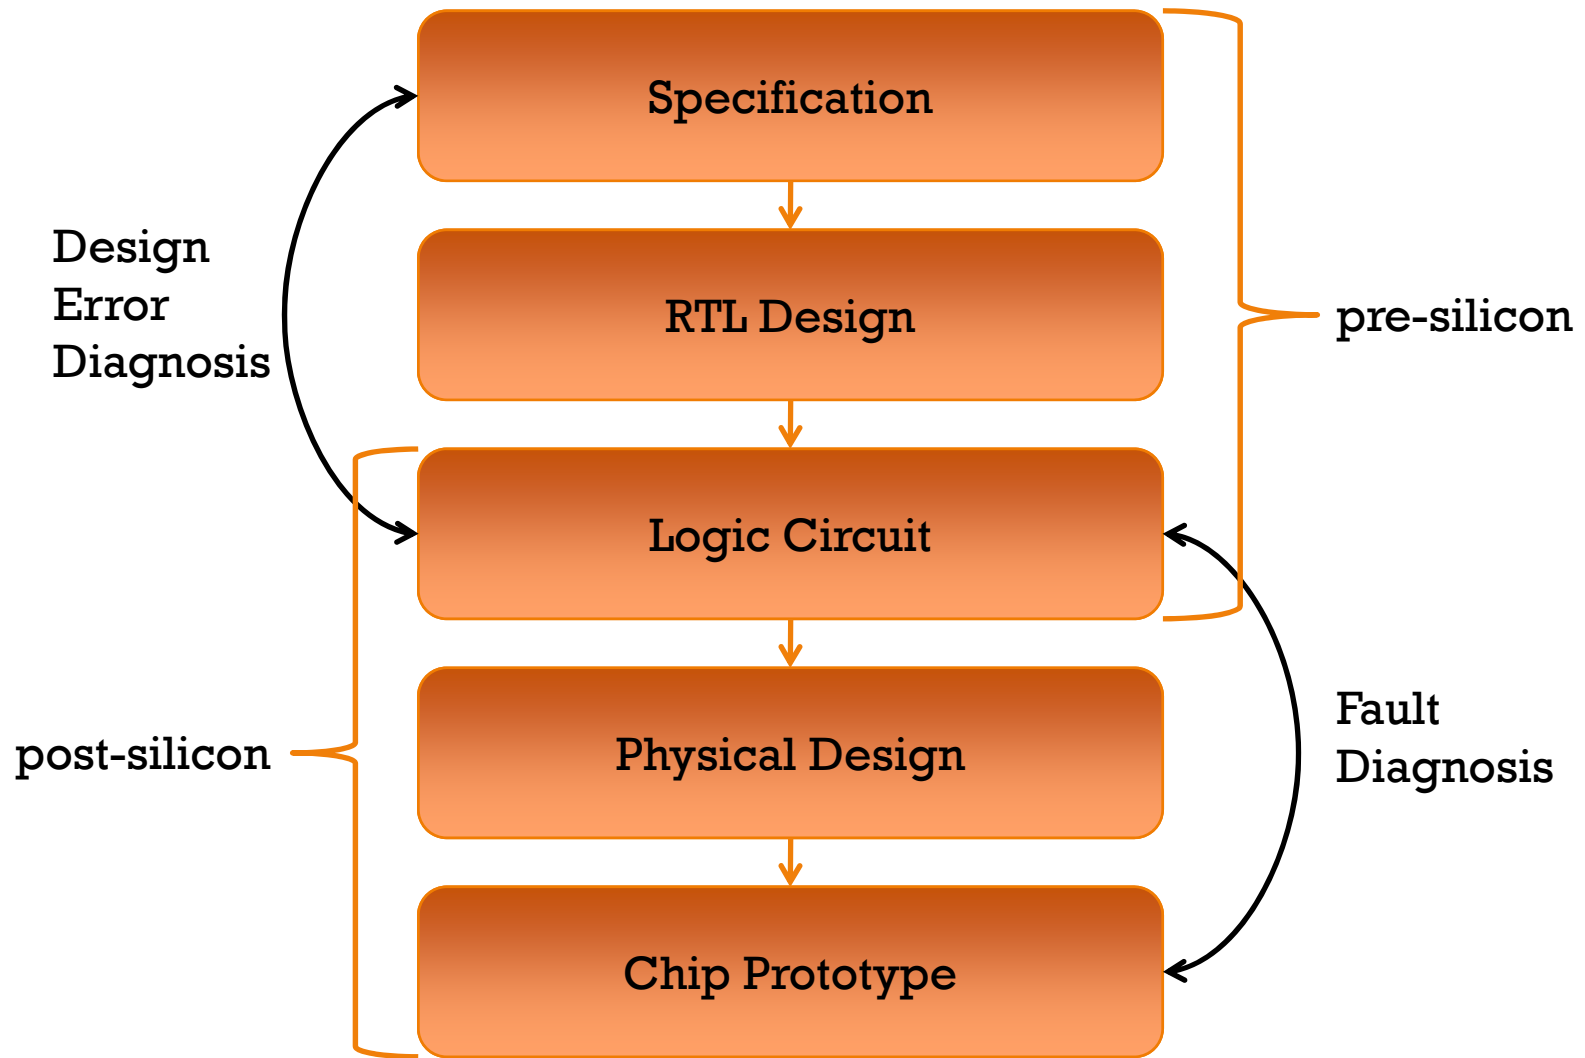 Specification
Design
Error
Diagnosis
RTL Design
pre-silicon
Logic Circuit
post-silicon
Physical Design
Fault
Diagnosis
Chip Prototype